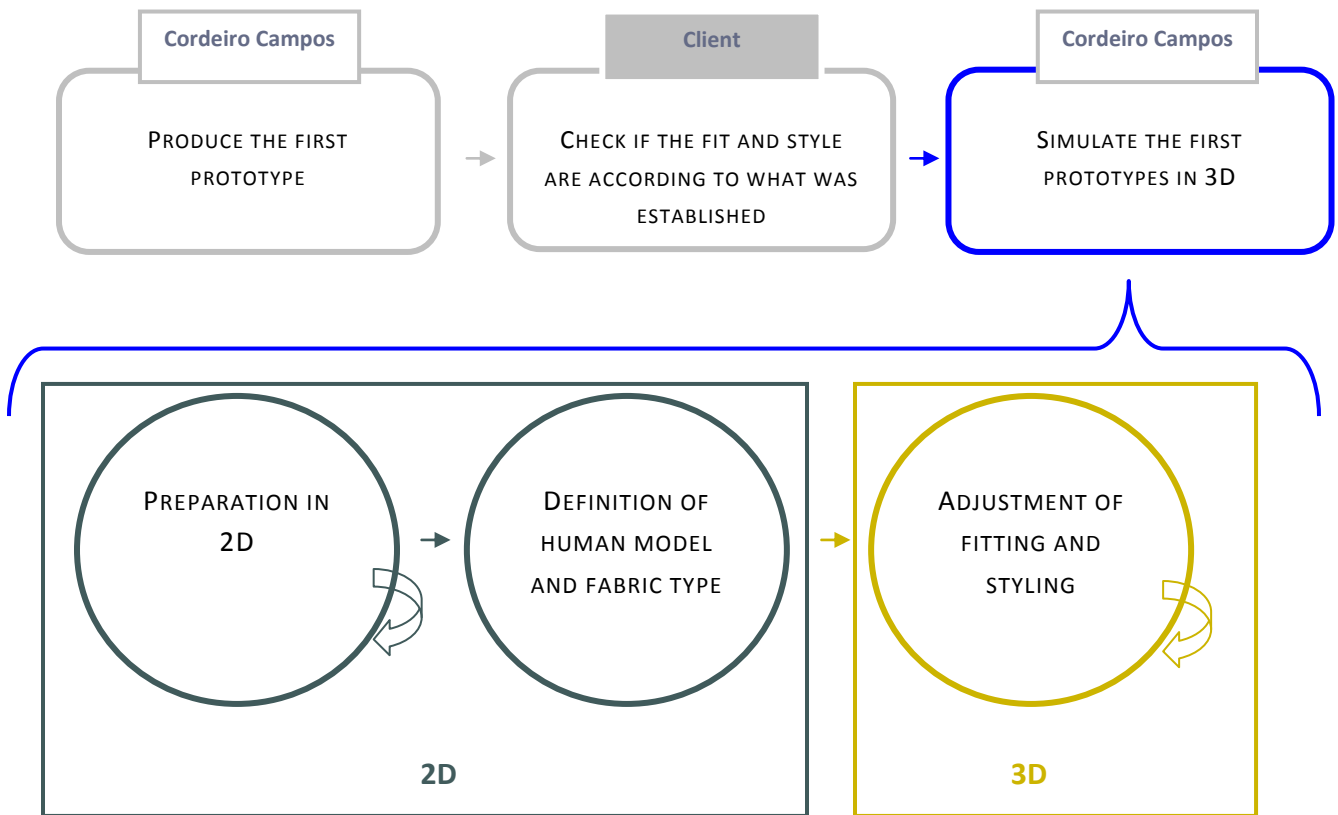 Cordeiro Campos
PRODUCE THE FIRST
PROTOTYPE
Client
CHECK IF THE FIT AND STYLE
ARE ACCORDING TO WHAT WAS
ESTABLISHED
Cordeiro Campos
SIMULATE THE FIRST
PROTOTYPES IN 3D
PREPARATION IN
2D
DEFINITION OF
HUMAN MODEL
AND FABRIC TYPE
2D
ADJUSTMENT OF
FITTING AND
STYLING
3D